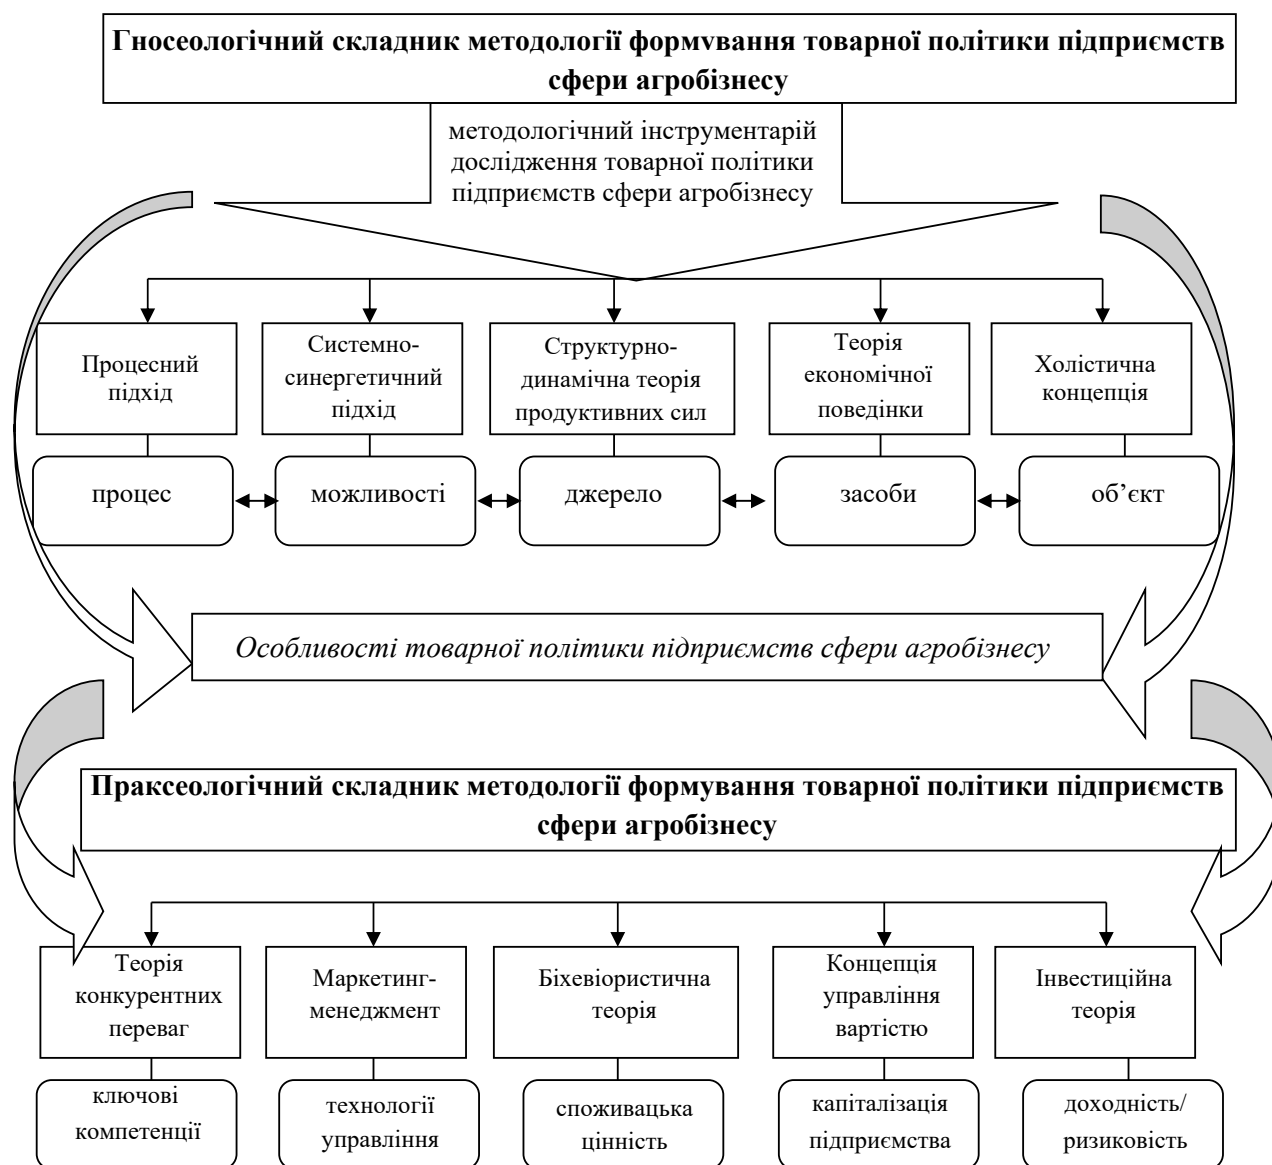 Гносеологічний складник методології формування товарної політики підприємств
сфери агробізнесу
методологічний інструментарій
дослідження товарної політики
підприємств сфери агробізнесу
Процесний
підхід
Системно-
синергетичний
підхід
Структурно-
динамічна теорія
продуктивних сил
Теорія
економічної
поведінки
Холістична
концепція
процес
можливості
джерело
засоби
об’єкт
Особливості товарної політики підприємств сфери агробізнесу
Праксеологічний складник методології формування товарної політики підприємств
сфери агробізнесу
Теорія
конкурентних
переваг
Маркетинг-
менеджмент
Біхевіористична
теорія
Концепція
управління
вартістю
Інвестиційна
теорія
ключові
компетенції
технології
управління
споживацька
цінність
капіталізація
підприємства
доходність/
ризиковість